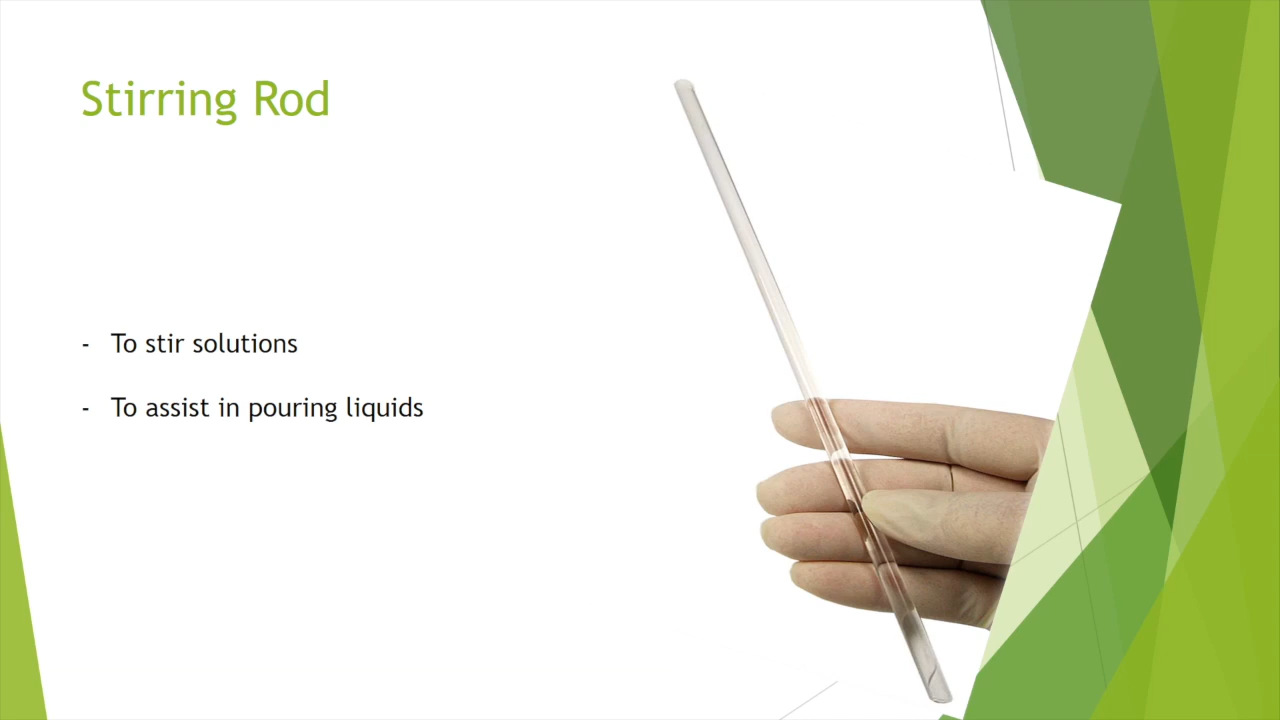 Stirring Rod
- To stir solutions
- To assist in pouring liquids